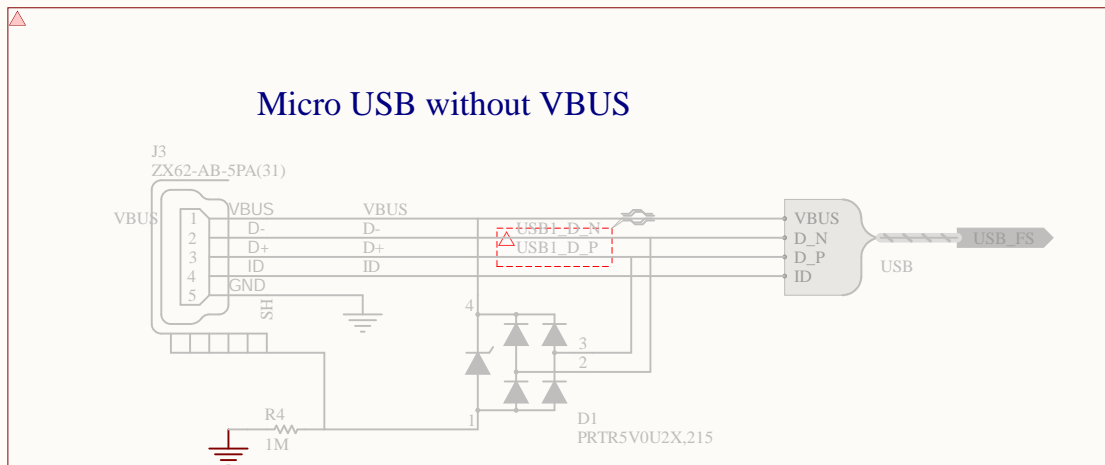 Micro USB without VBUS
J3
ZX62-AB-5PA(31)
VBUS
1
VBUS
VBUS
VBUS
2
D-
D-
USB1_D_N
D_N
3
D+
D+
USB1_D_P
D_P
4
ID
ID
ID
5
GND
SH
USB
USB_FS
4
3
2
1
D1
PRTR5V0U2X,215
R4
1M